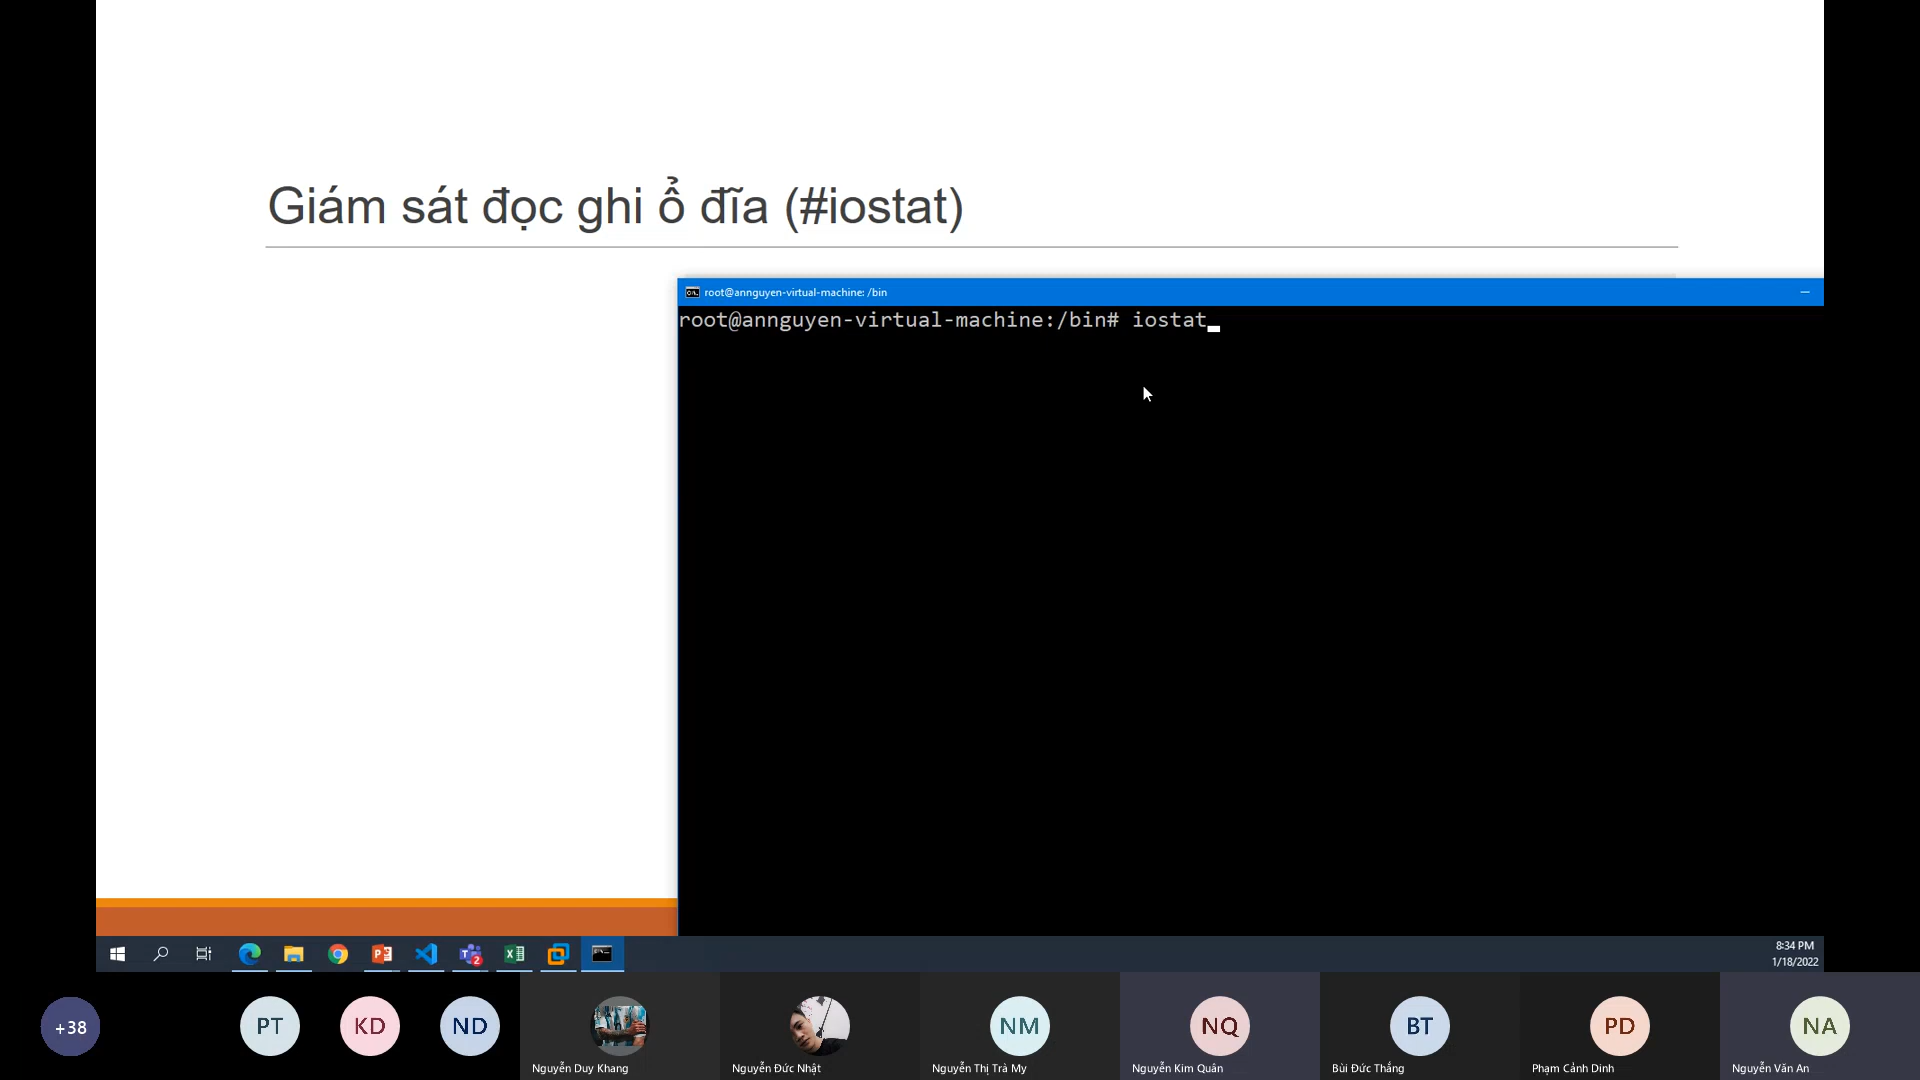 Giám sát đọc ghi ổ đĩa (#iostat)
root@annguyen-virtual-machine: /bin
root@annguyen-virtual-machine:/bin# iostat
2
8:34 PM
1/18/2022
+38
PT
KD
ND
NM
NQ
BT
PD
NA
Nguyễn Duy Khang
Nguyễn Đức Nhật
Nguyễn Thị Trà My
Nguyễn Kim Quân
Bùi Đức Thắng
Phạm Cảnh Dinh
Nguyễn Văn An